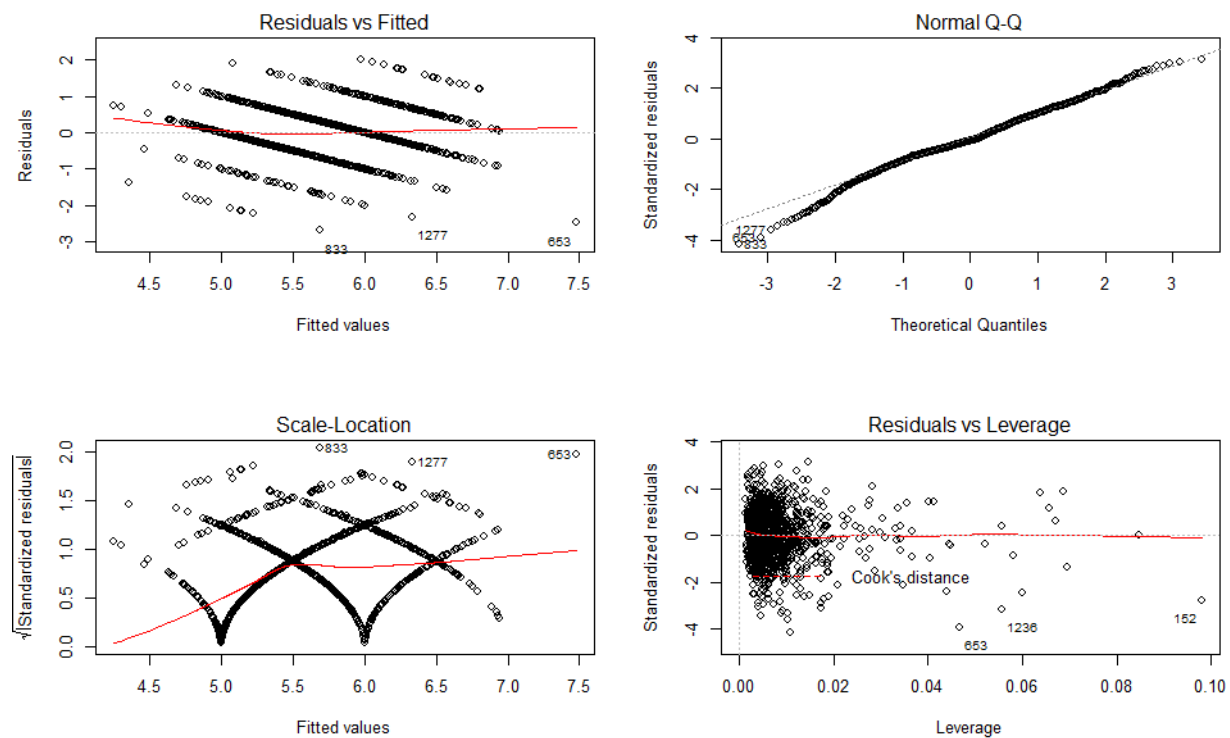 Residuals vs Fitted
Residuals
2
1
0
-1
-2
-3
833
1277
653
4.5 5.0 5.5 6.0 6.5 7.0 7.5
Fitted values
Normal Q-Q
Standardized residuals
4
2
0
-2
-4
1277
653
833
-3 -2 -1 0 1 2 3
Theoretical Quantiles
Scale-Location
√|Standardized residuals|
2.0
1.5
1.0
0.5
0.0
833
1277
653
4.5 5.0 5.5 6.0 6.5 7.0 7.5
Fitted values
Residuals vs Leverage
Standardized residuals
4
2
0
-2
-4
Cook's distance
152
1236
653
0.00 0.02 0.04 0.06 0.08 0.10
Leverage